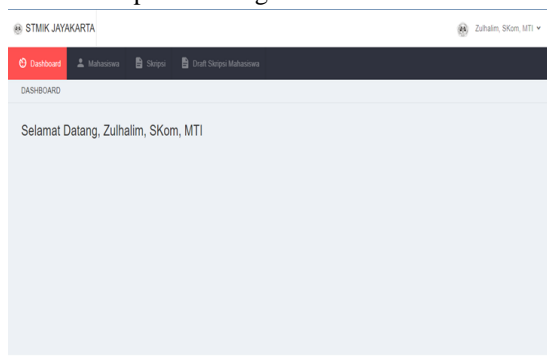 STMIK JAYAKARTA
Zulhalim, SKom, MTI
Dashboard Mahasiswa Skripsi Draft Skripsi Mahasiswa
DASHBOARD
Selamat Datang, Zulhalim, SKom, MTI